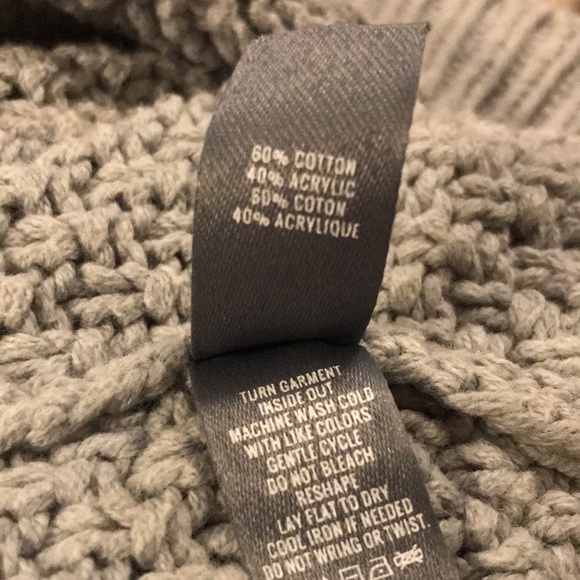 60% COTTON
40% ACRYLIC
60% COTON
40% ACRYLIQUE
TURN GARMENT
INSIDE OUT
MACHINE WASH COLD
WITH LIKE COLORS
GENTLE CYCLE
DO NOT BLEACH
RESHAPE
LAY FLAT TO DRY
COOL IRON IF NEEDED
DO NOT WRING OR TWIST.